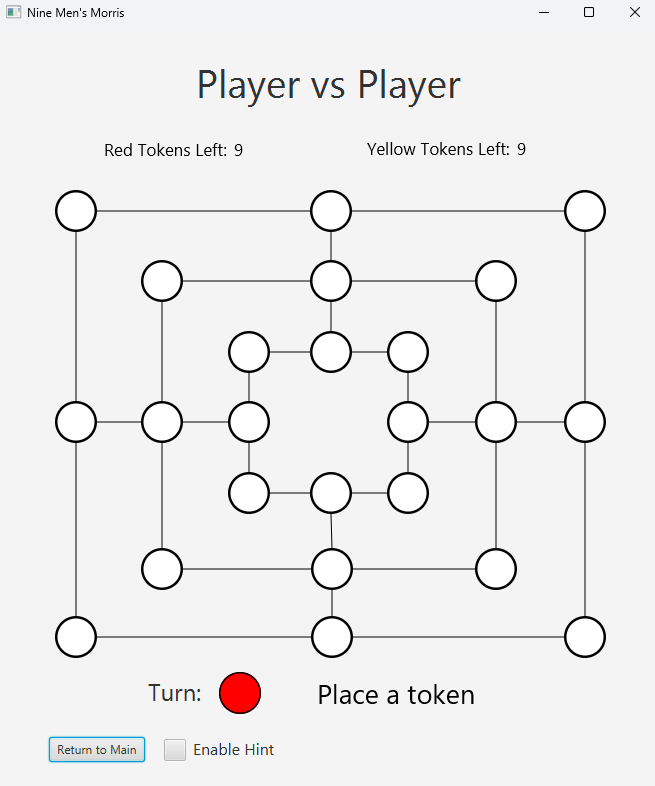 Nine Men's Morris
Player vs Player
Red Tokens Left: 9
Yellow Tokens Left: 9
Turn:
Place a token
Return to Main
Enable Hint